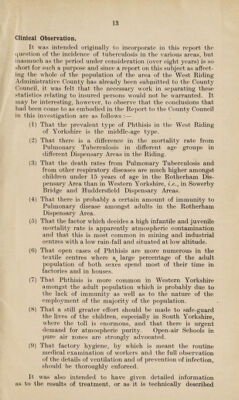 13
Clinical Observation.
It was intended originally to incorporate in this report the
question of the incidence of tuberculosis in the various areas, but
inasmuch as the period under consideration (over eight years) is so
short for such a purpose and since a report on this subject as affect-
ing the whole of the population of the area of the West Riding
Administrative County has already been submitted to the County
Council, it was felt that the necessary work in separating these
statistics relating to insured persons would not be warranted. It
may be interesting, however, to observe that the conclusions that
had been come to as embodied in the Report to the County Council
in this investigation are as follows :—
(1) That the prevalent type of Phthisis in the West Riding
of Yorkshire is the middle-age type.
(2) That there is a difference in the mortality rate from
Pulmonary Tuberculosis in different age groups in
different Dispensary Areas in the Riding.
(3) That the death rates from Pulmonary Tuberculosis and
from other respiratory diseases are much higher amongst
children under 15 years of age in the Rotherham Dis-
pensary Area than in Western Yorkshire, i.e., in Sowerby
Bridge and Huddersfield Dispensary Areas.
(4) That there is probably a certain amount of immunity to
Pulmonary disease amongst adults in the Rotherham
Dispensary Area.
(5) That the factor which decides a high infantile and juvenile
mortality rate is apparently atmospheric contamination
and that this is most common in mining and industrial
centres with a low rain-fall and situated at low altitude.
(6) That open cases of Phthisis are more numerous in the
textile centres where a large percentage of the adult
population of both sexes spend most of their time in
factories and in houses.
(7) That Phthisis is more common in Western Yorkshire
amongst the adult population which is probably due to
the lack of immunity as well as to the nature of the
employment of the majority of the population.
(8) That a still greater effort should be made to safe-guard
the lives of the children, especially in South Yorkshire,
where the toll is enormous, and that there is urgent
demand for atmospheric purity. Open-air Schools in
pure air zones are strongly advocated.
(9) That factory hygiene, by which is meant the routine
medical examination of workers and the full observation
of the details of ventilation and of prevention of infection,
should be thoroughly enforced.
It was also intended to have given detailed information
as to the results of treatment, or as it is technically described